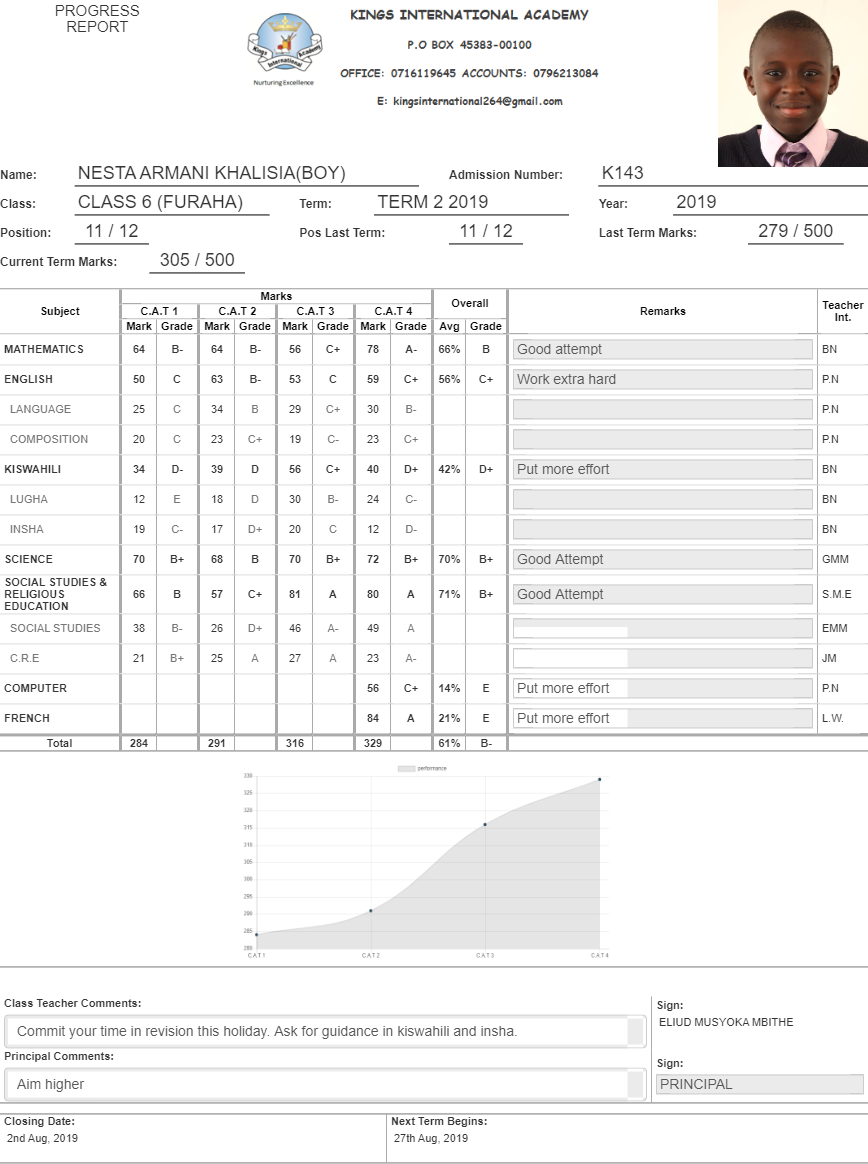 PROGRESS
REPORT
Kings International Academy
Nurturing Excellence
KINGS INTERNATIONAL ACADEMY
P.O BOX 45383-00100
OFFICE: 0716119645 ACCOUNTS: 0796213084
E: kingsinternational264@gmail.com
Name: NESTA ARMANI KHALISIA(BOY) Admission Number: K143
Class: CLASS 6 (FURAHA) Term: TERM 2 2019 Year: 2019
Position: 11 / 12 Pos Last Term: 11 / 12 Last Term Marks: 279 / 500
Current Term Marks: 305 / 500
Subject Marks Overall Remarks Teacher Int.
C.A.T 1 C.A.T 2 C.A.T 3 C.A.T 4
Mark Grade Mark Grade Mark Grade Mark Grade Avg Grade
MATHEMATICS 64 B- 64 B- 56 C+ 78 A- 66% B Good attempt BN
ENGLISH 50 C 63 B- 53 C 59 C+ 56% C+ Work extra hard P.N
LANGUAGE 25 C 34 B 29 C+ 30 B- P.N
COMPOSITION 20 C 23 C+ 19 C- 23 C+ P.N
KISWAHILI 34 D- 39 D 56 C+ 40 D+ 42% D+ Put more effort BN
LUGHA 12 E 18 D 30 B- 24 C- BN
INSHA 19 C- 17 D+ 20 C 12 D- BN
SCIENCE 70 B+ 68 B 70 B+ 72 B+ 70% B+ Good Attempt GMM
SOCIAL STUDIES &
RELIGIOUS
EDUCATION 66 B 57 C+ 81 A 80 A 71% B+ Good Attempt S.M.E
SOCIAL STUDIES 38 B- 26 D+ 46 A- 49 A EMM
C.R.E 21 B+ 25 A 27 A 23 A- JM
COMPUTER 56 C+ 14% E Put more effort P.N
FRENCH 84 A 21% E Put more effort L.W.
Total 284 291 316 329 61% B-
performance
330
325
320
315
310
305
300
295
290
285
280
CAT1 CAT2 CAT3 CAT4
Class Teacher Comments:
Commit your time in revision this holiday. Ask for guidance in kiswahili and insha.
Sign:
ELIUD MUSYOKA MBITHE
Principal Comments:
Aim higher
Sign:
PRINCIPAL
Closing Date:
2nd Aug, 2019
Next Term Begins:
27th Aug, 2019